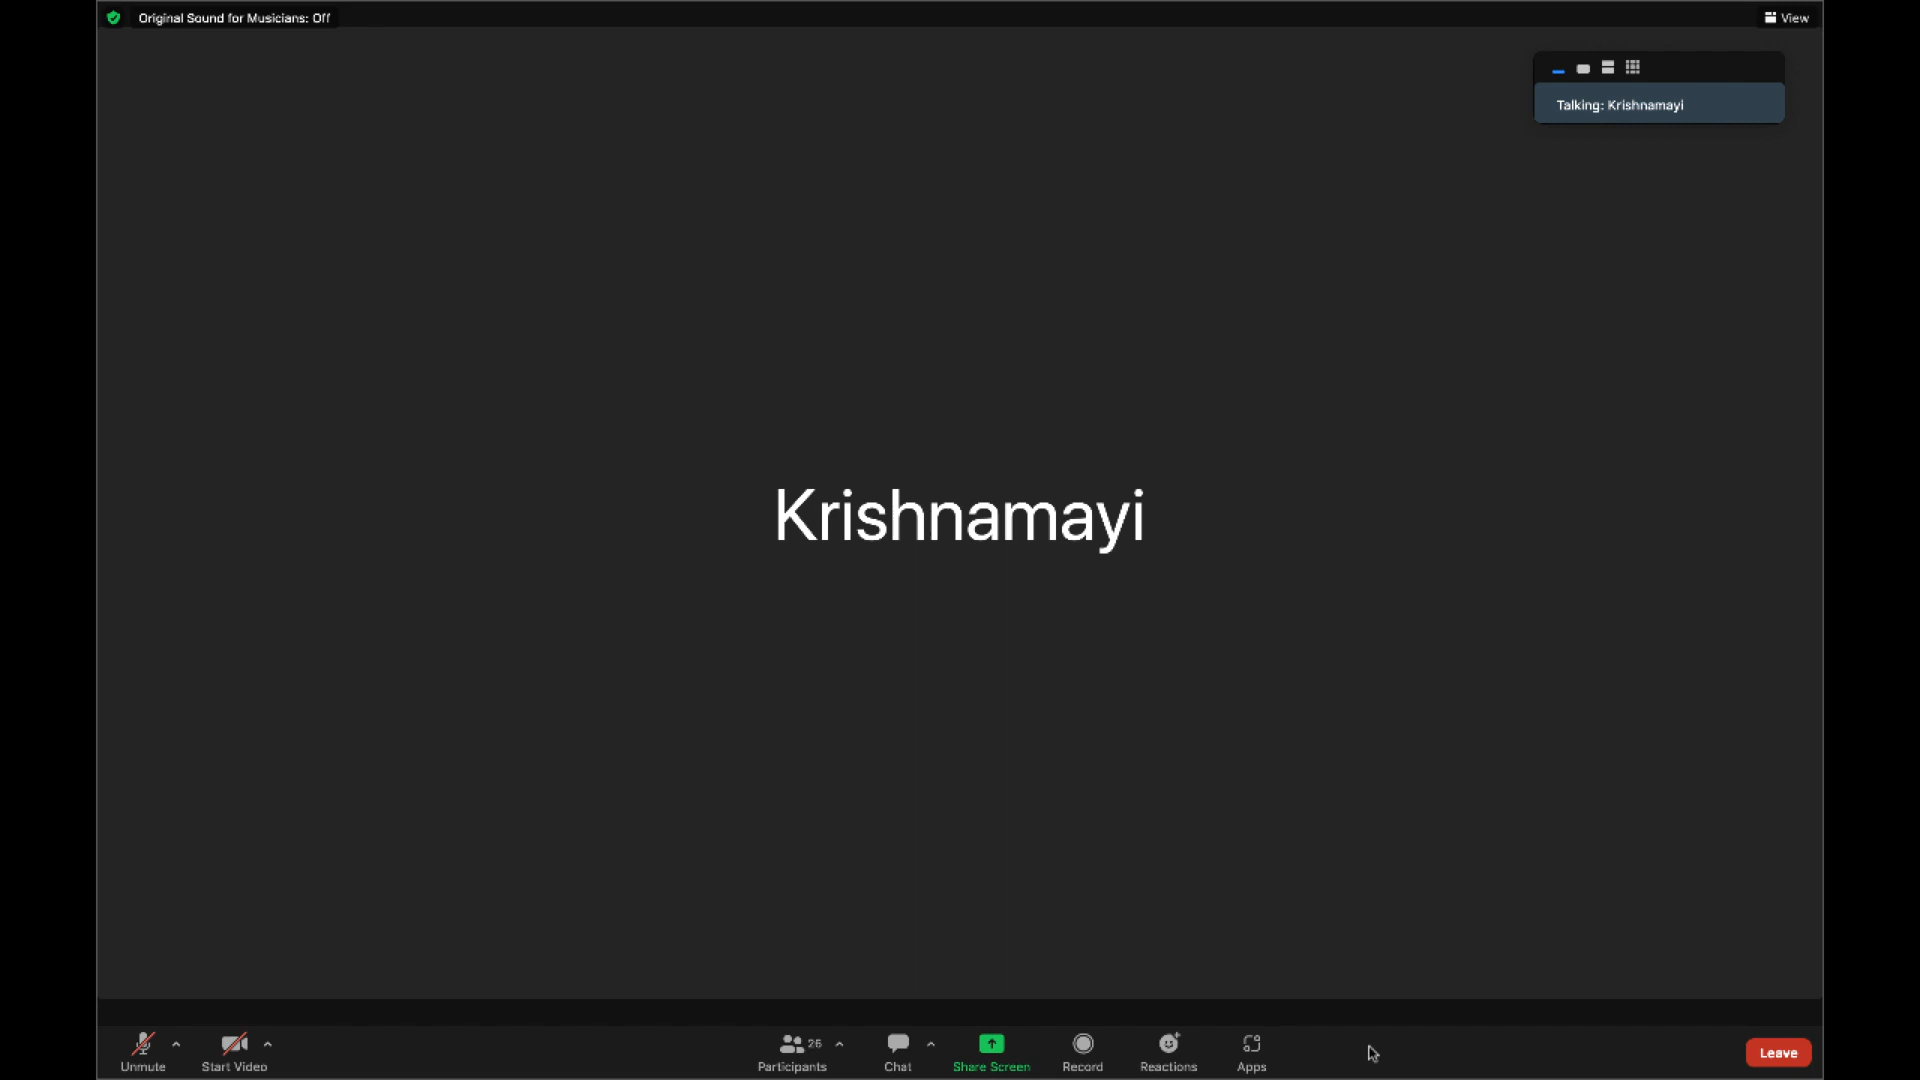 Original Sound for Musicians: Off
View
Talking: Krishnamayi
Krishnamayi
Unmute
Start Video
26
Participants
Chat
Share Screen
Record
Reactions
Apps
Leave